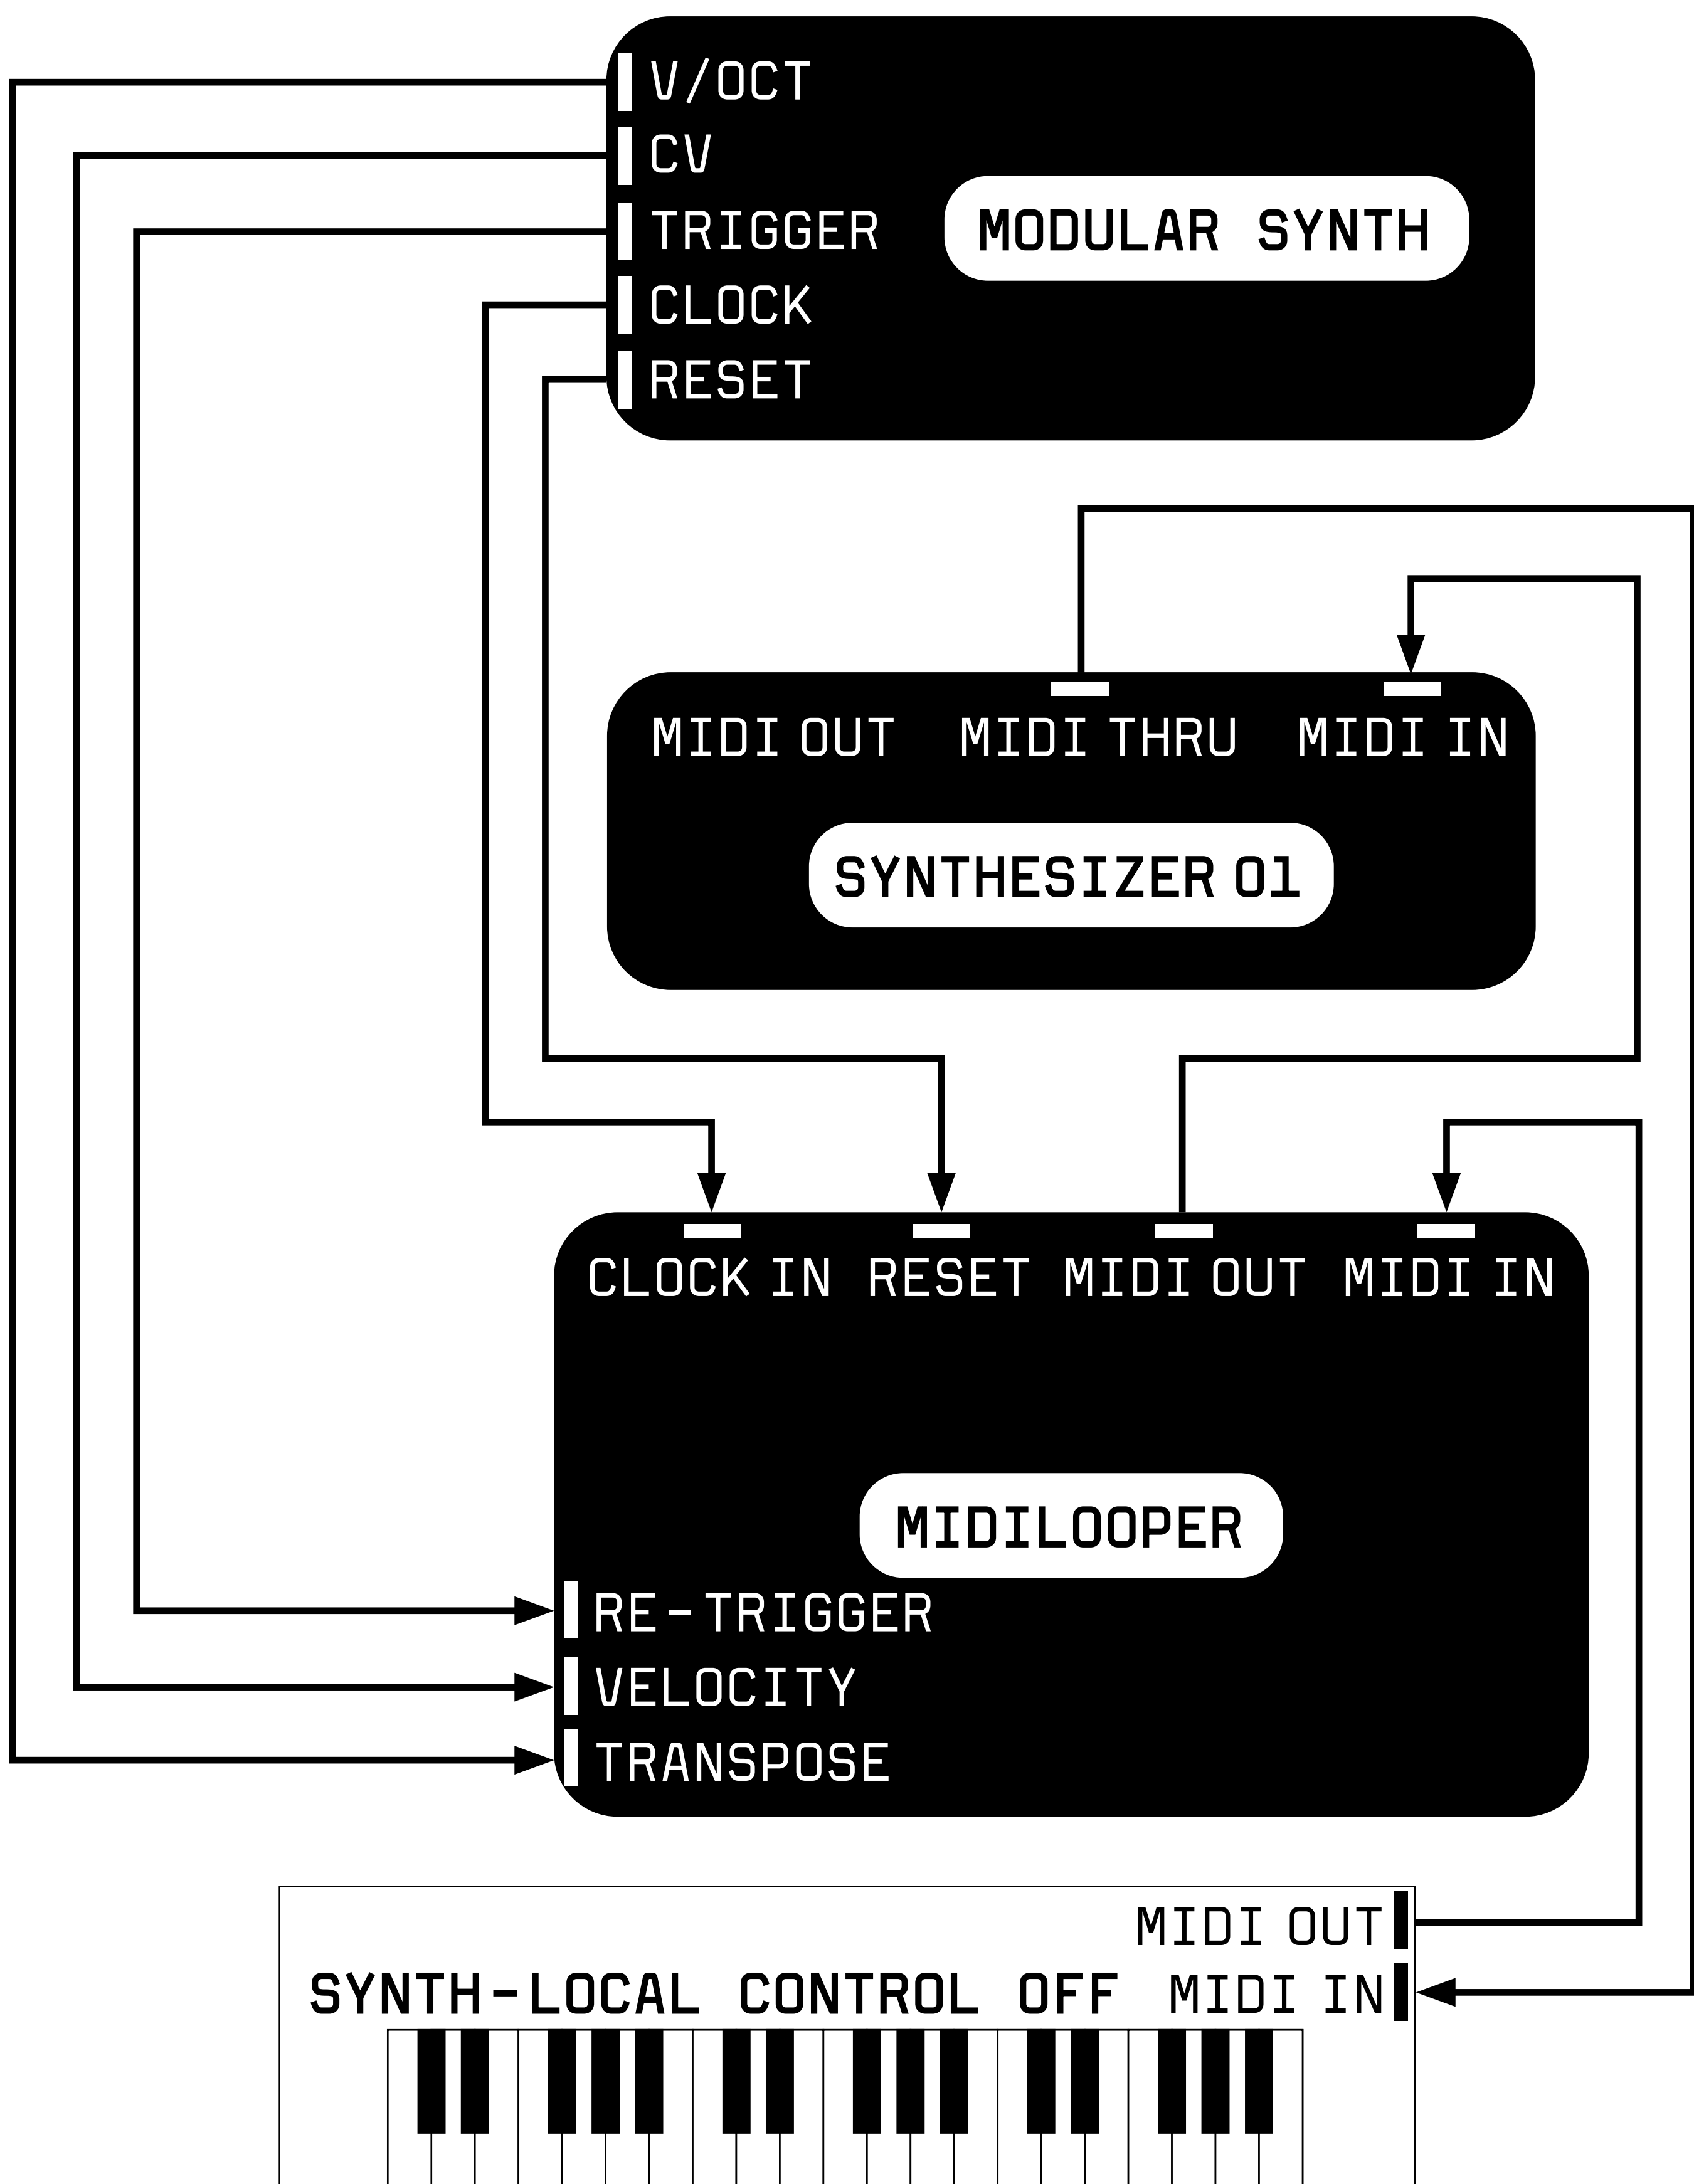 V/OCT
CV
TRIGGER
MODULAR SYNTH
CLOCK
RESET
MIDI OUT MIDI THRU MIDI IN
SYNTHESIZER 01
CLOCK IN RESET MIDI OUT MIDI IN
MIDILOOPER
RE-TRIGGER
VELOCITY
TRANSPOSE
MIDI OUT
SYNTH-LOCAL CONTROL OFF MIDI IN